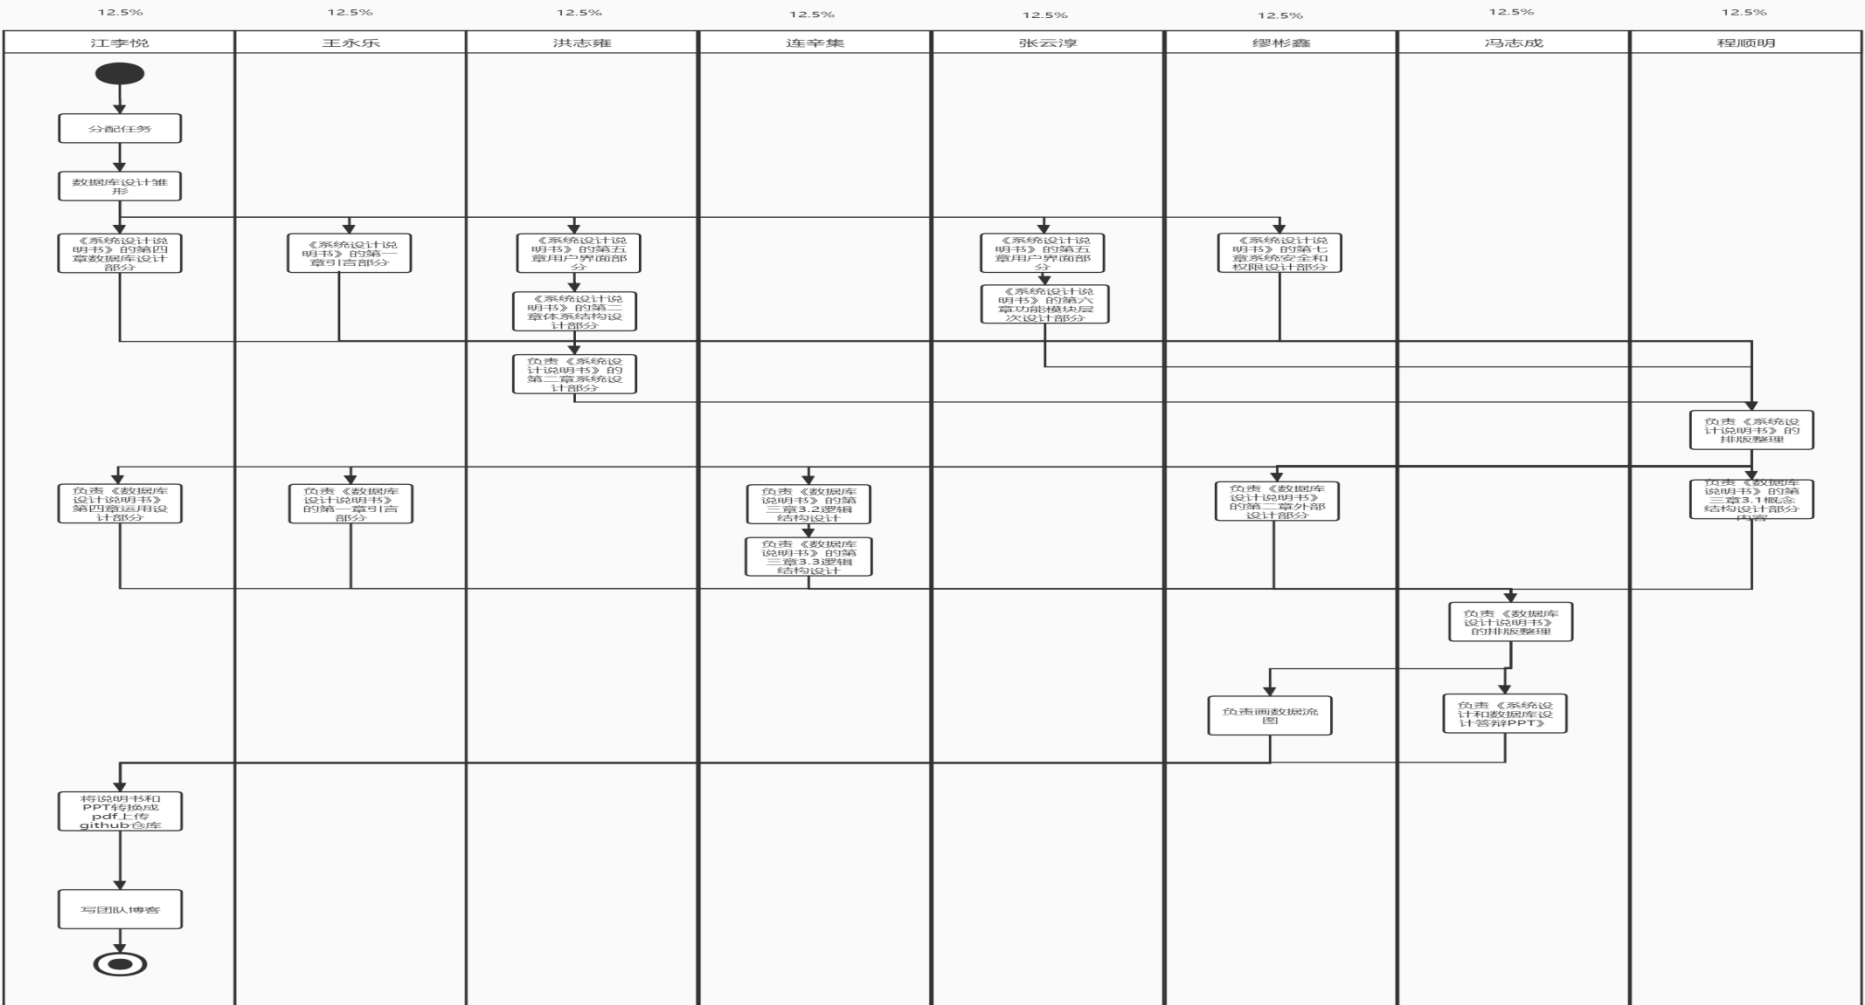 12.5%
12.5%
12.5%
12.5%
12.5%
12.5%
12.5%
12.5%
江李悦
王永乐
洪志雍
连辛集
张云淳
缪彬鑫
冯志成
程顺明
分配任务
数据库设计雏
形
《系统设计说
明书》的第四
章数据库设计
部分
《系统设计说
明书》的第一
章引言部分
《系统设计说
明书》的第五
章用户界面部
分
《系统设计说
明书》的第五
章用户界面部
分
《系统设计说
明书》的第七
章系统安全和
权限设计部分
《系统设计说
明书》的第二
章体系结构设
计部分
《系统设计说
明书》的第六
章功能模块层
次设计部分
负责《系统设
计说明书》的
第二章系统设
计部分
负责《系统设
计说明书》的
排版整理
负责《数据库
设计说明书》
第四章运用设
计部分
负责《数据库
设计说明书》
的第一章引言
部分
负责《数据库
说明书》的第
三章3.2逻辑
结构设计
负责《数据库
设计说明书》
的第二章外部
设计部分
负责《数据库
说明书》的第
三章3.1概念
结构设计部分
内容
负责《数据库
说明书》的第
三章3.3逻辑
结构设计
负责《数据库
设计说明书》
的排版整理
负责画数据流
图
负责《系统设
计和数据库设
计答辩PPT》
将说明书和
PPT转换成
pdf上传
github仓库
写团队博客